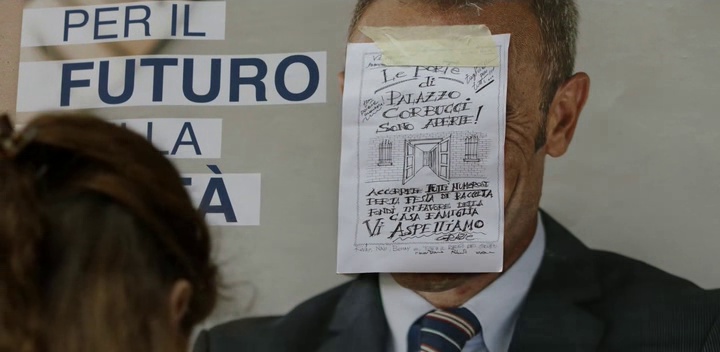 PER IL
FUTURO
LA
TÀ
Le PORTE
di
PALAZZO
CORBUCCI
SONO APERTE!
ACCORRETE TUTTI NUMEROSI
PER LA FESTA DI RACCOLTA
FONDI IN FAVORE DELLA
CASA FAMIGLIA
VI ASPETTIAMO